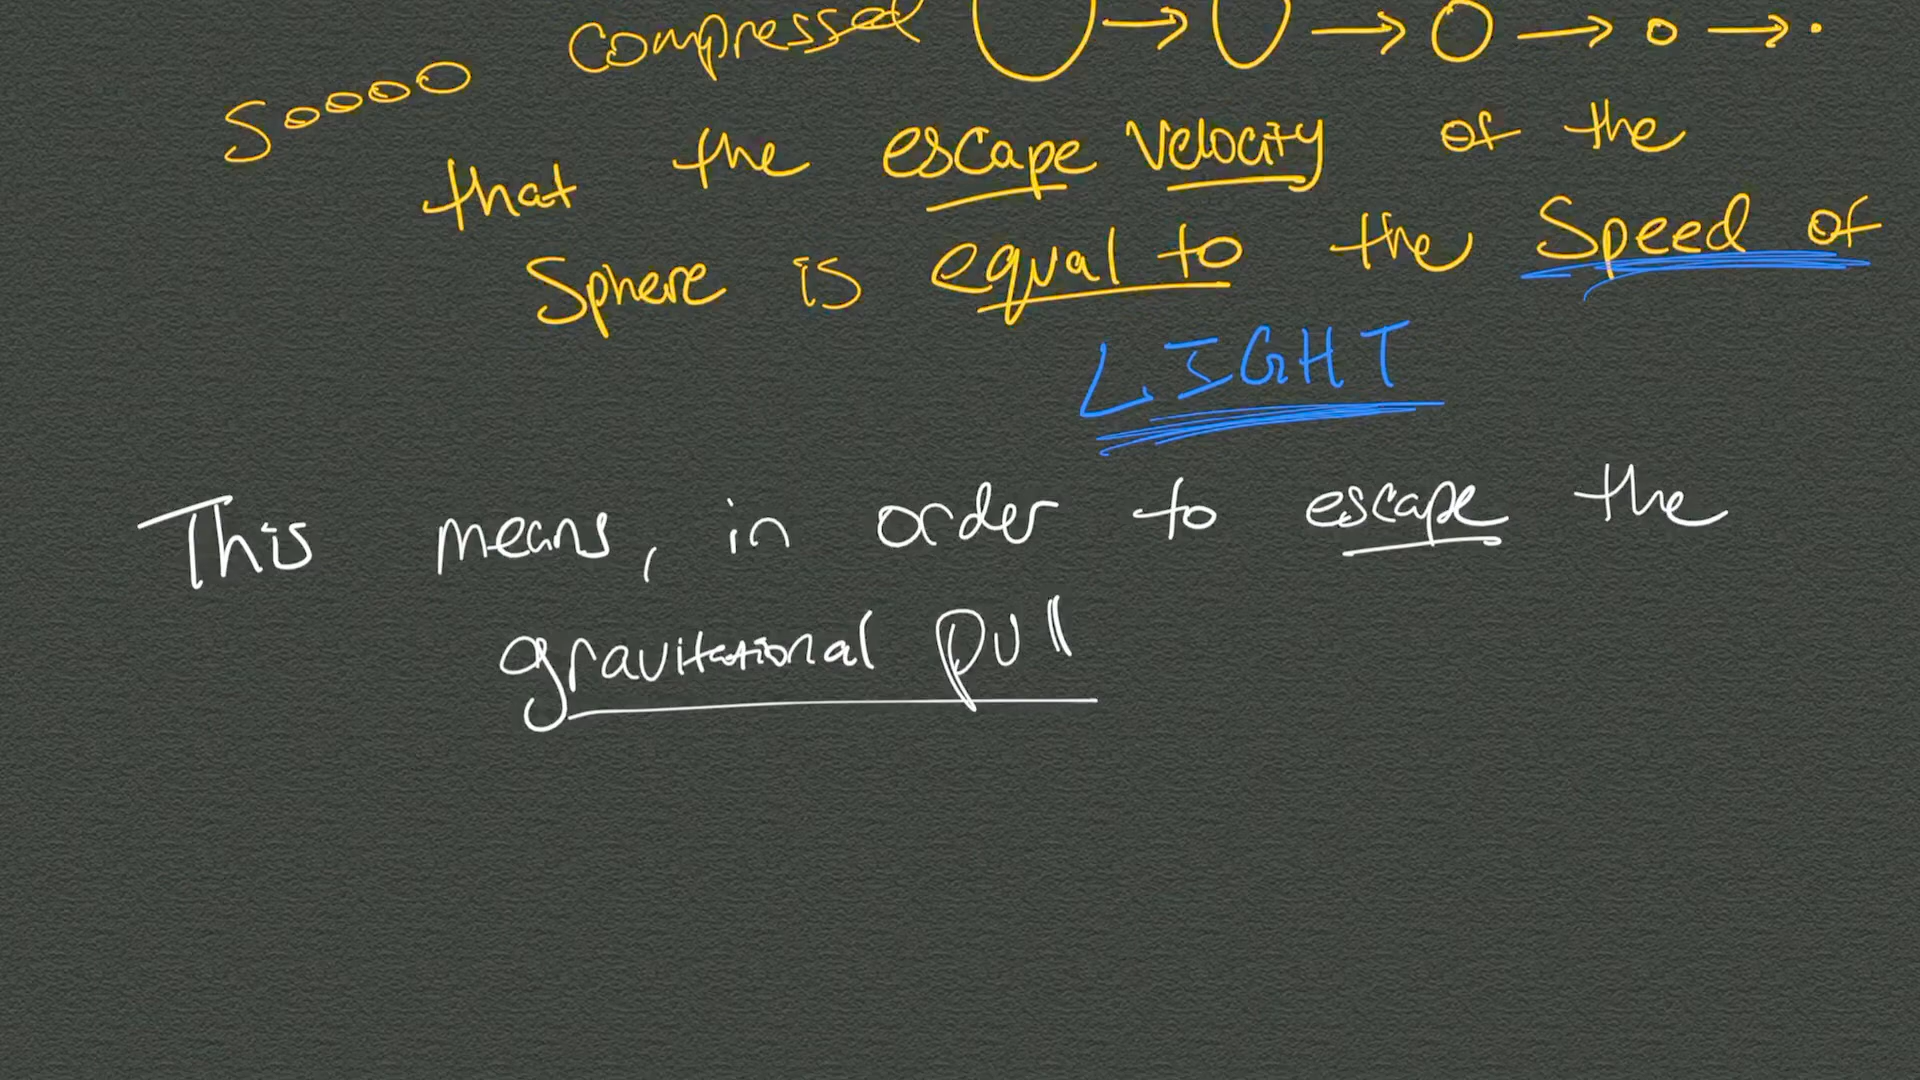 Soooo compressed
that the escape velocity of the
Sphere is equal to the Speed of
LIGHT
This means, in order to escape the
gravitational pull